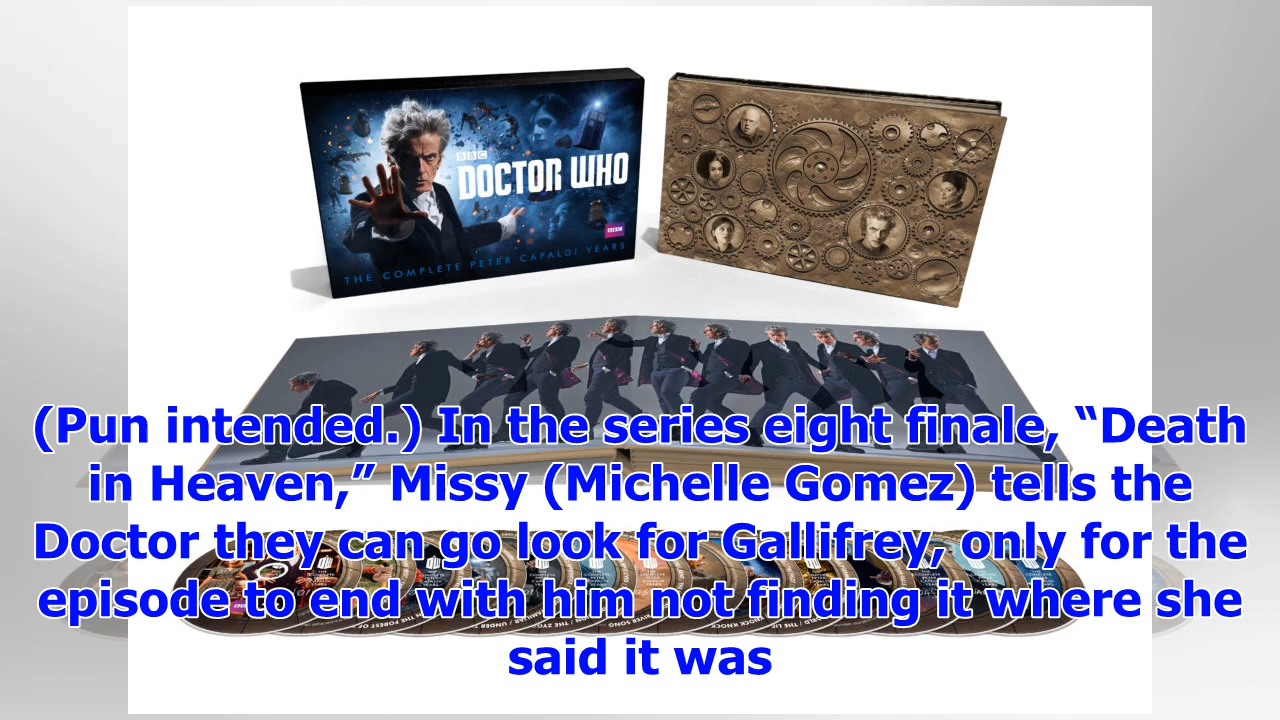 BBC
DOCTOR WHO
BBC
THE COMPLETE PETER CAPALDI YEARS
(Pun intended.) In the series eight finale, “Death
in Heaven,” Missy (Michelle Gomez) tells the
Doctor they can go look for Gallifrey, only for the
episode to end with him not finding it where she
said it was